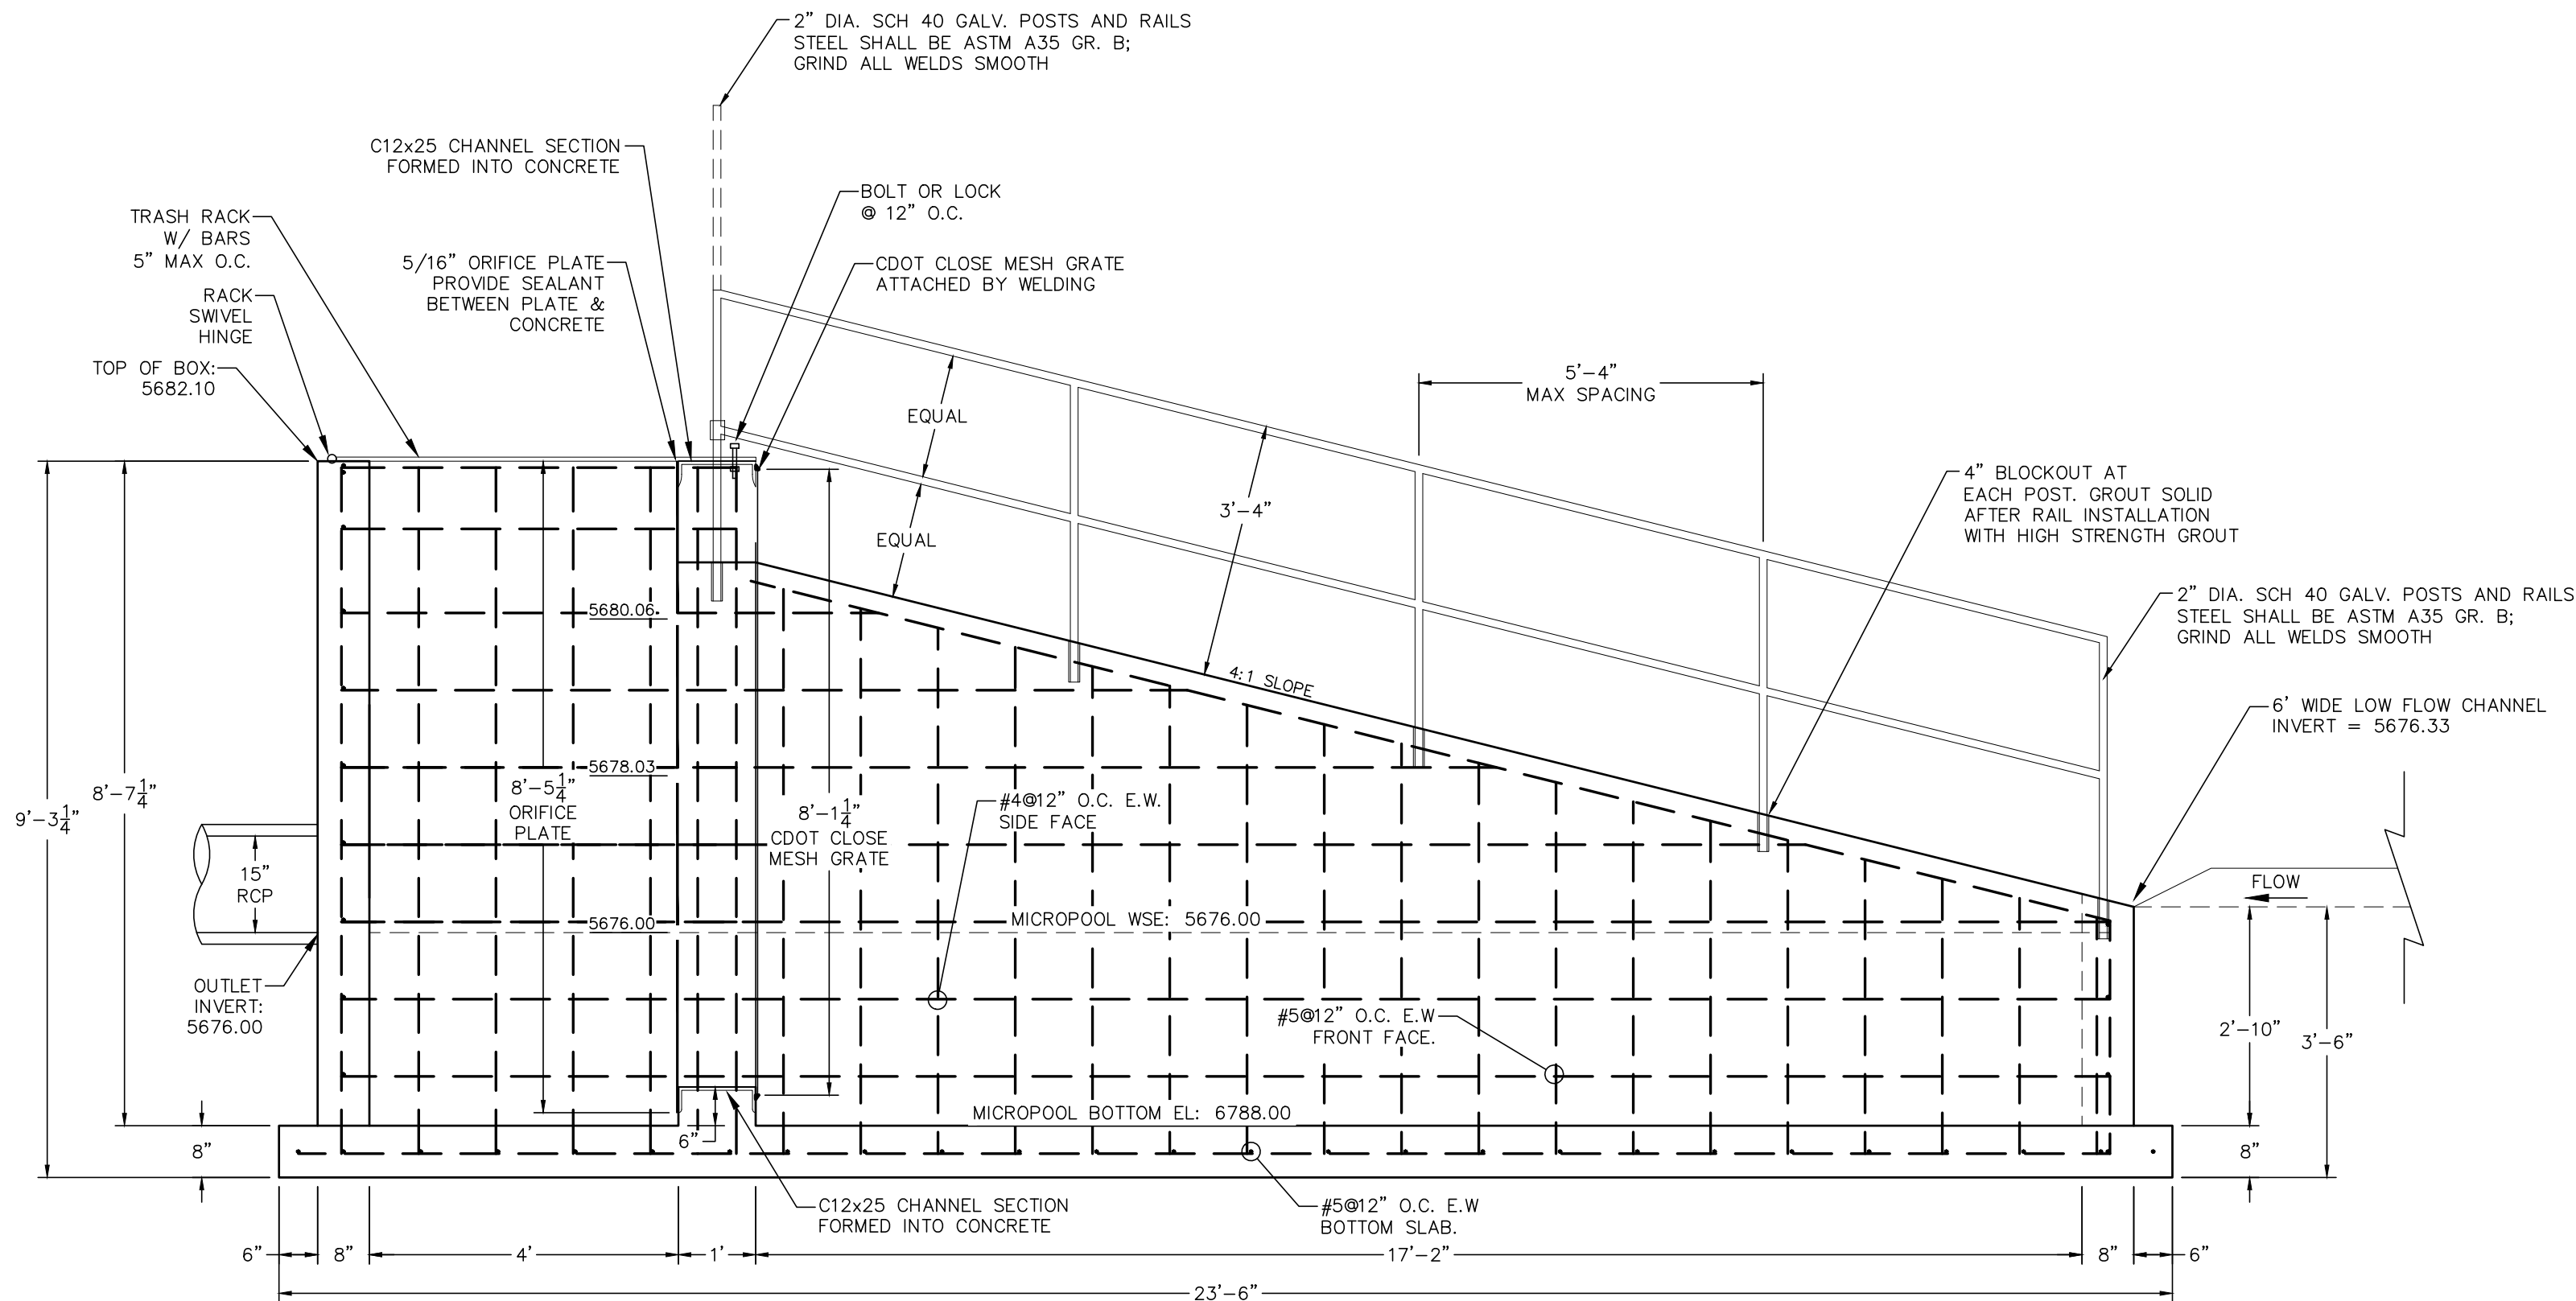 2" DIA. SCH 40 GALV. POSTS AND RAILS
STEEL SHALL BE ASTM A35 GR. B;
GRIND ALL WELDS SMOOTH
C12x25 CHANNEL SECTION
FORMED INTO CONCRETE
BOLT OR LOCK
@ 12" O.C.
TRASH RACK
W/ BARS
5" MAX O.C.
5/16" ORIFICE PLATE
PROVIDE SEALANT
BETWEEN PLATE &
CONCRETE
CDOT CLOSE MESH GRATE
ATTACHED BY WELDING
RACK
SWIVEL
HINGE
TOP OF BOX:
5682.10
5'-4"
MAX SPACING
EQUAL
EQUAL
3'-4"
4" BLOCKOUT AT
EACH POST. GROUT SOLID
AFTER RAIL INSTALLATION
WITH HIGH STRENGTH GROUT
2" DIA. SCH 40 GALV. POSTS AND RAILS
STEEL SHALL BE ASTM A35 GR. B;
GRIND ALL WELDS SMOOTH
5680.06
4:1 SLOPE
6' WIDE LOW FLOW CHANNEL
INVERT = 5676.33
5678.03
9'-3 1/4"
8'-7 1/4"
8'-5 1/4"
ORIFICE
PLATE
8'-1 1/4"
CDOT CLOSE
MESH GRATE
#4@12" O.C. E.W.
SIDE FACE
15"
RCP
FLOW
5676.00
MICROPOOL WSE: 5676.00
OUTLET
INVERT:
5676.00
#5@12" O.C. E.W
FRONT FACE.
2'-10"
3'-6"
MICROPOOL BOTTOM EL: 6788.00
8"
6"
8"
C12x25 CHANNEL SECTION
FORMED INTO CONCRETE
#5@12" O.C. E.W
BOTTOM SLAB.
6"
8"
4'
1'
17'-2"
8"
6"
23'-6"